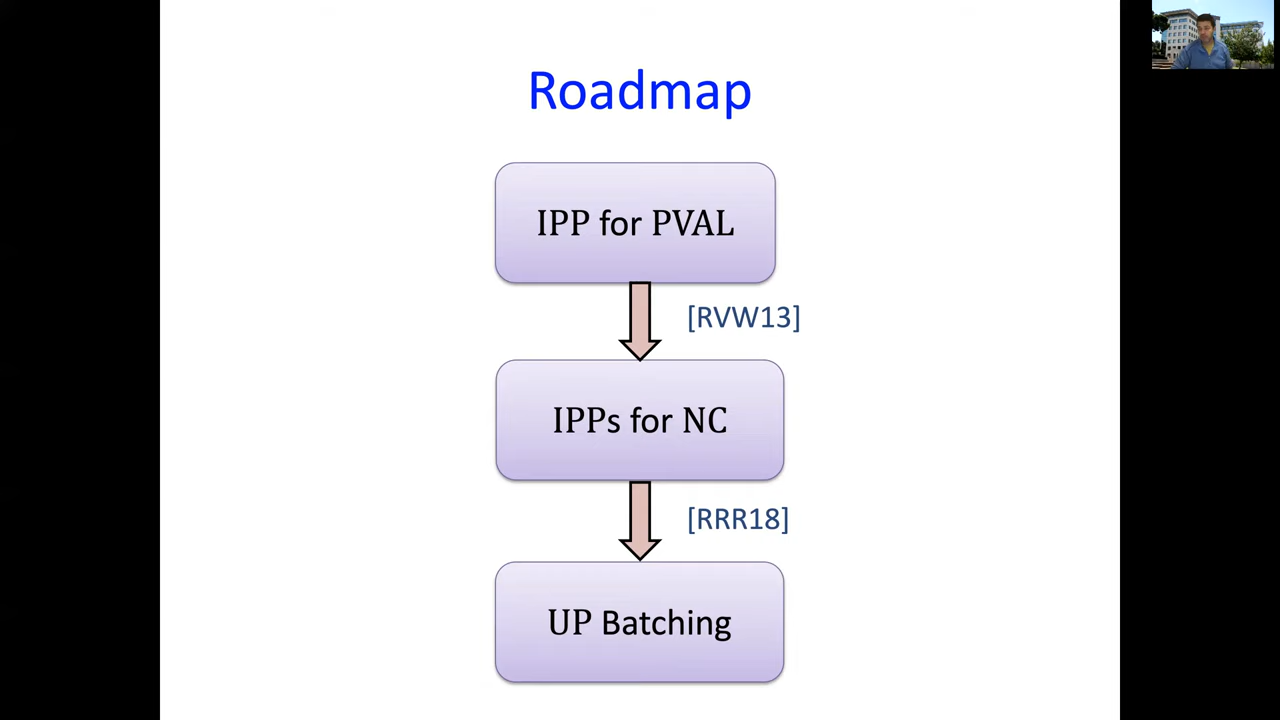 Roadmap
IPP for PVAL
[RVW13]
IPPs for NC
[RRR18]
UP Batching